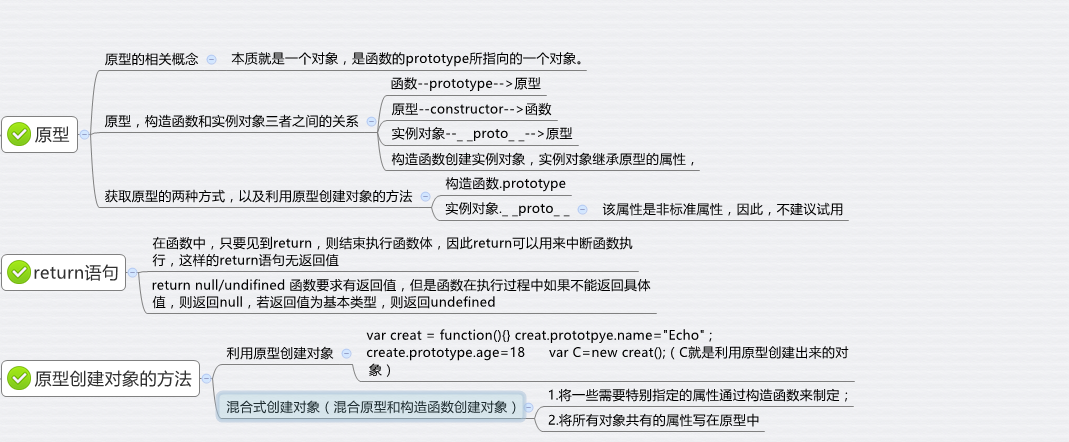 原型
原型的相关概念
本质就是一个对象，是函数的prototype所指向的一个对象。
原型，构造函数和实例对象三者之间的关系
函数--prototype-->原型
原型--constructor-->函数
实例对象--_ _proto_ _-->原型
构造函数创建实例对象，实例对象继承原型的属性，
获取原型的两种方式，以及利用原型创建对象的方法
构造函数.prototype
实例对象._ _proto_ _
该属性是非标准属性，因此，不建议试用
return语句
在函数中，只要见到return，则结束执行函数体，因此return可以用来中断函数执
行，这样的return语句无返回值
return null/undifined 函数要求有返回值，但是函数在执行过程中如果不能返回具体
值，则返回null，若返回值为基本类型，则返回undefined
原型创建对象的方法
利用原型创建对象
var creat = function(){} creat.prototpye.name="Echo"；
create.prototype.age=18 var C=new creat();（C就是利用原型创建出来的对
象）
混合式创建对象（混合原型和构造函数创建对象）
1.将一些需要特别指定的属性通过构造函数来制定；
2.将所有对象共有的属性写在原型中